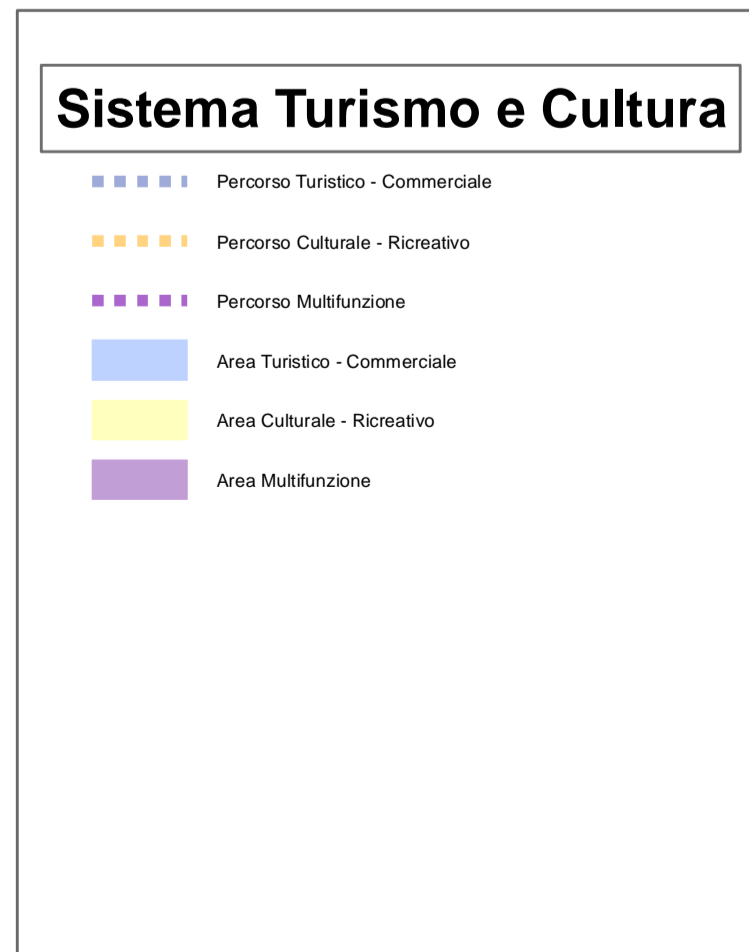 Sistema Turismo e Cultura
Percorso Turistico - Commerciale
Percorso Culturale - Ricreativo
Percorso Multifunzione
Area Turistico - Commerciale
Area Culturale - Ricreativo
Area Multifunzione